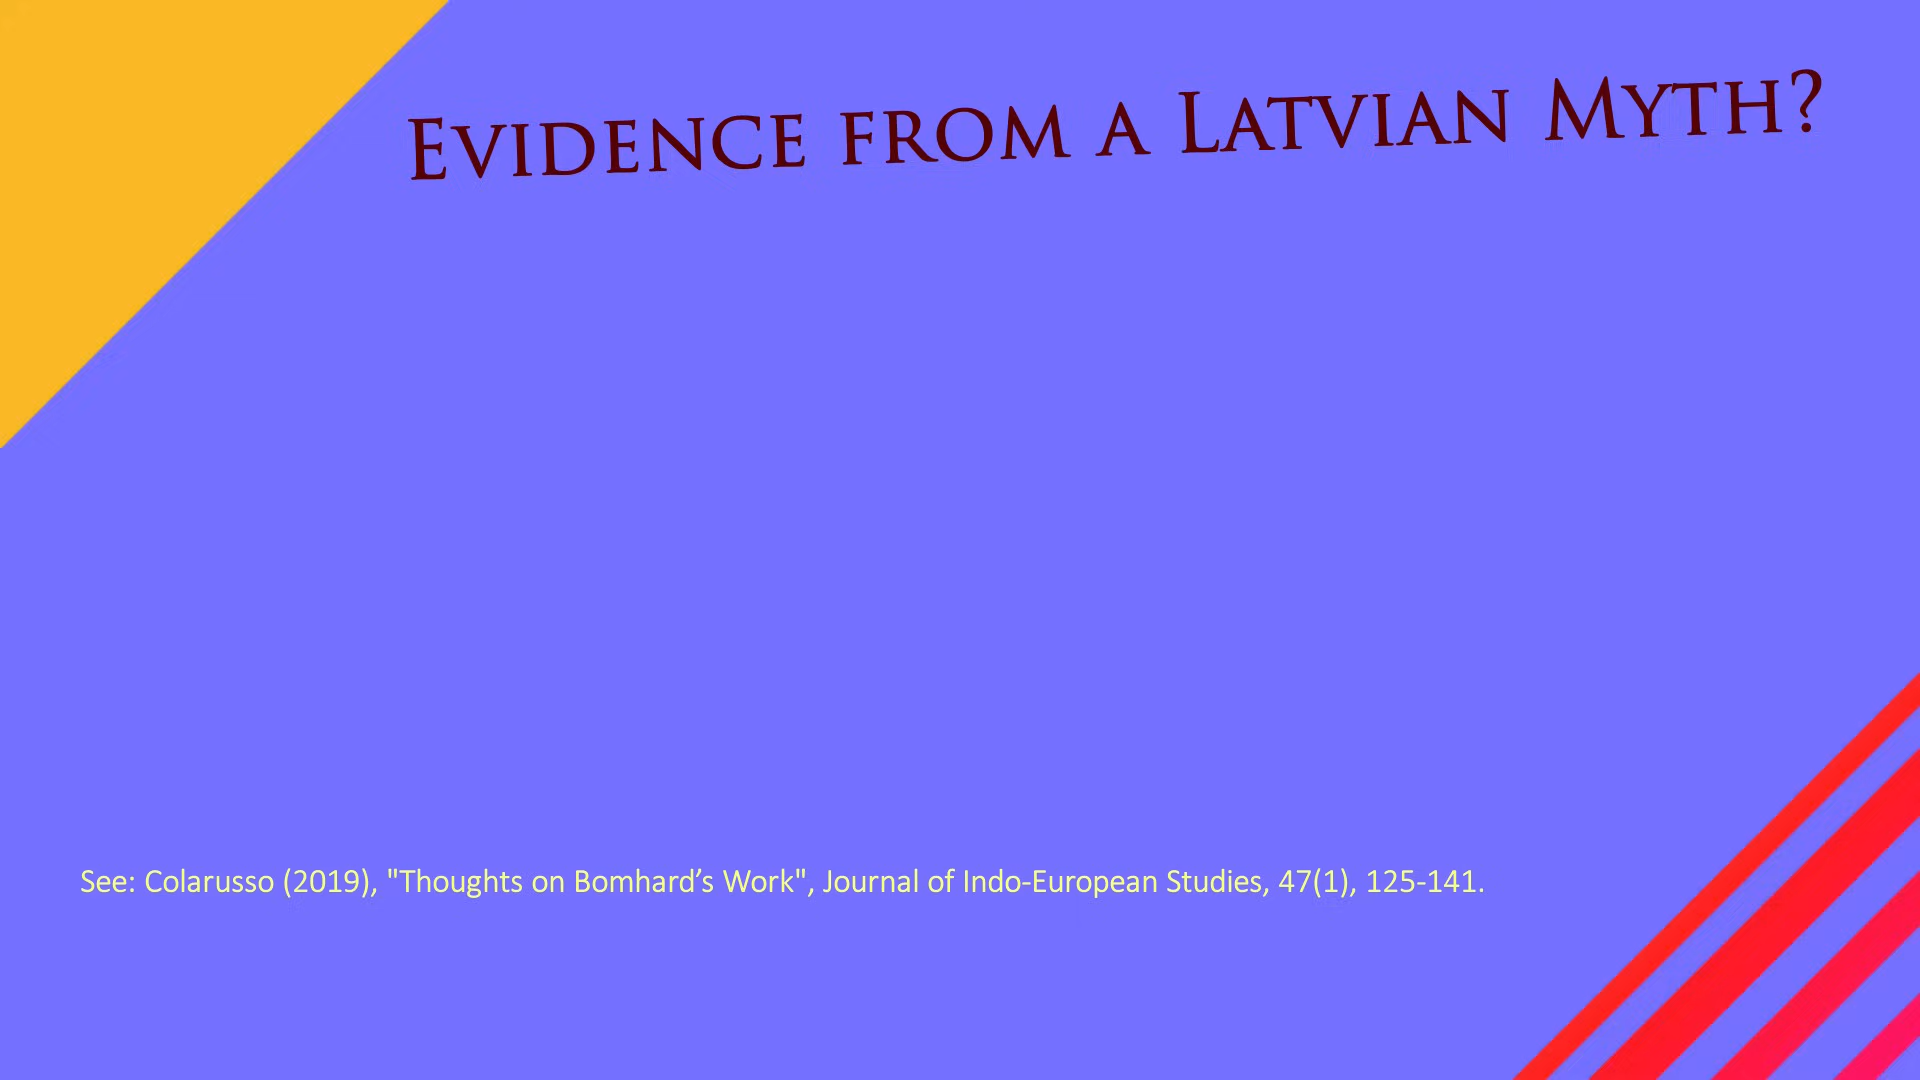 Evidence from a Latvian Myth?
See: Colarusso (2019), "Thoughts on Bomhard’s Work", Journal of Indo-European Studies, 47(1), 125-141.